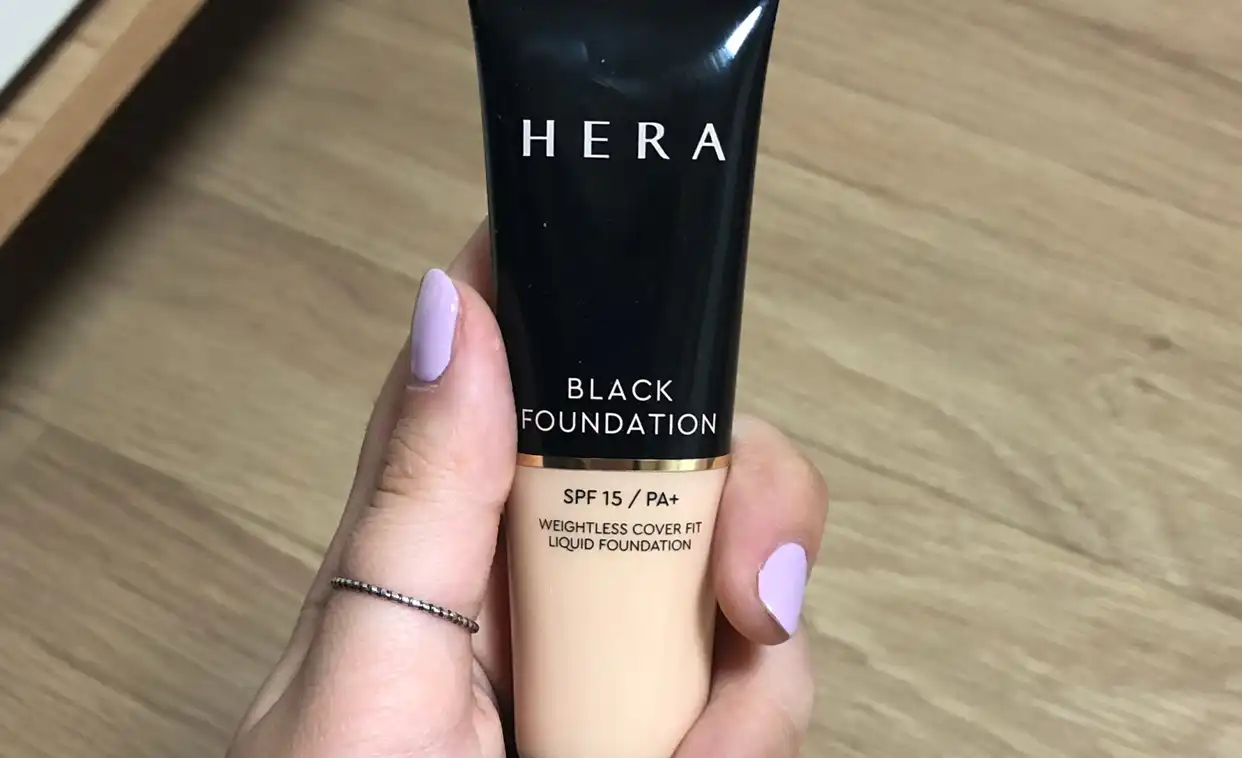 HERA
BLACK
FOUNDATION
SPF 15 / PA+
WEIGHTLESS COVER FIT
LIQUID FOUNDATION